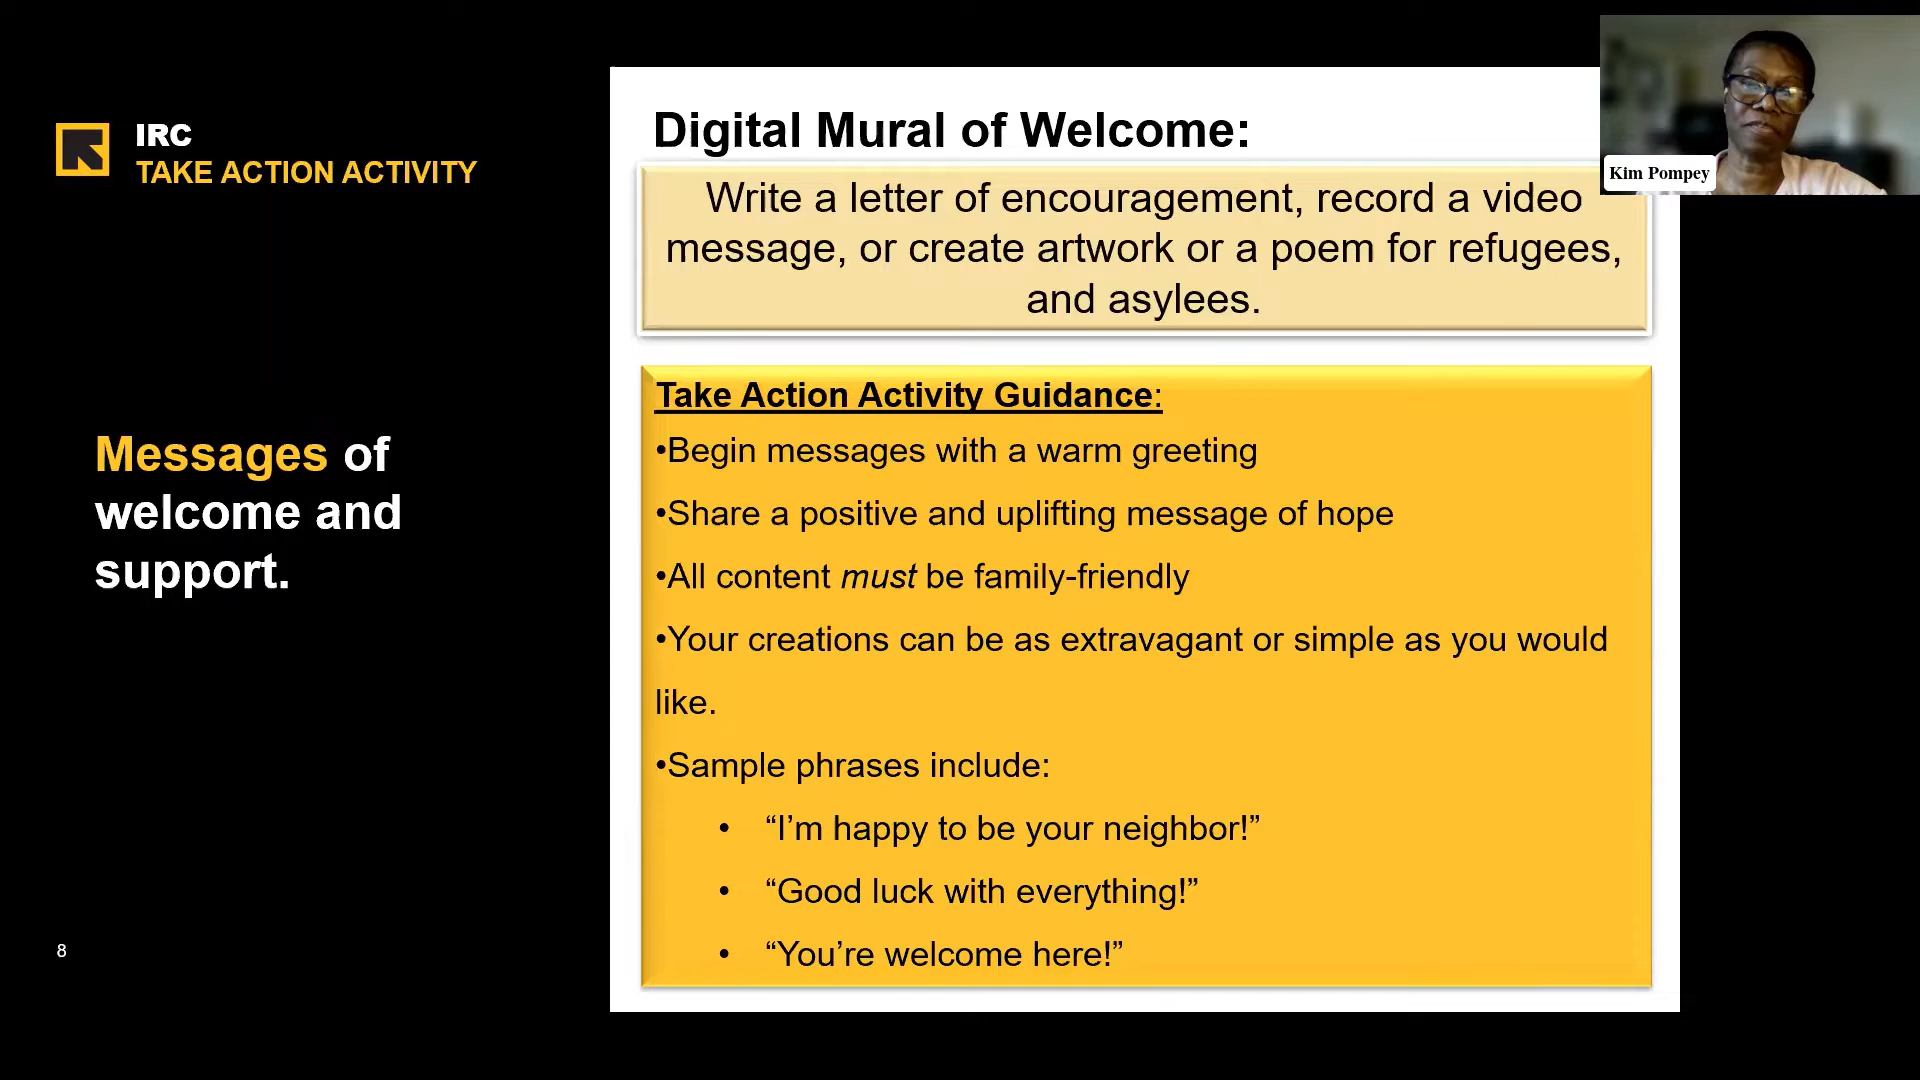 IRC
TAKE ACTION ACTIVITY
Messages of
welcome and
support.
8
Digital Mural of Welcome:
Write a letter of encouragement, record a video
message, or create artwork or a poem for refugees,
and asylees.
Take Action Activity Guidance:
•Begin messages with a warm greeting
•Share a positive and uplifting message of hope
•All content must be family-friendly
•Your creations can be as extravagant or simple as you would
like.
•Sample phrases include:
• “I’m happy to be your neighbor!”
• “Good luck with everything!”
• “You’re welcome here!”
Kim Pompey